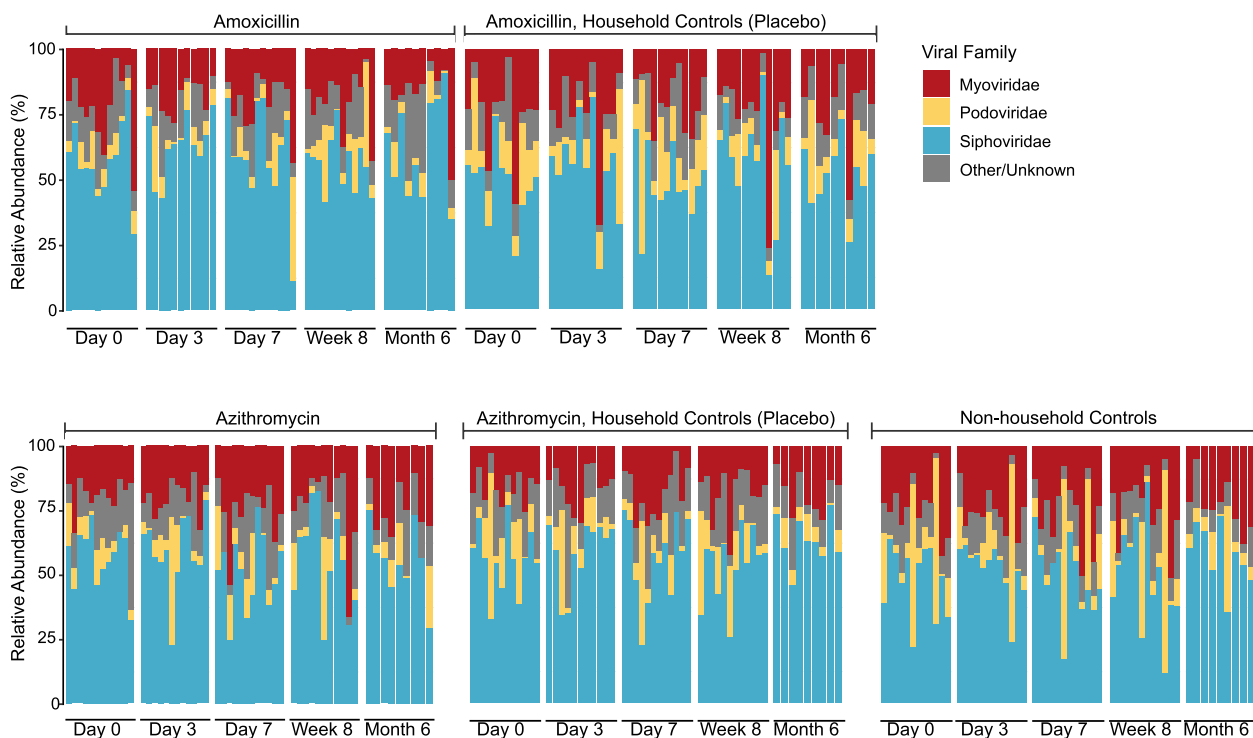 Amoxicillin
Amoxicillin, Household Controls (Placebo)
Viral Family
Myoviridae
Podoviridae
Siphoviridae
Other/Unknown
Relative Abundance (%)
100
75
50
25
0
Day 0 Day 3 Day 7 Week 8 Month 6 Day 0 Day 3 Day 7 Week 8 Month 6
Azithromycin
Azithromycin, Household Controls (Placebo)
Non-household Controls
Relative Abundance (%)
100
75
50
25
0
Day 0 Day 3 Day 7 Week 8 Month 6 Day 0 Day 3 Day 7 Week 8 Month 6 Day 0 Day 3 Day 7 Week 8 Month 6